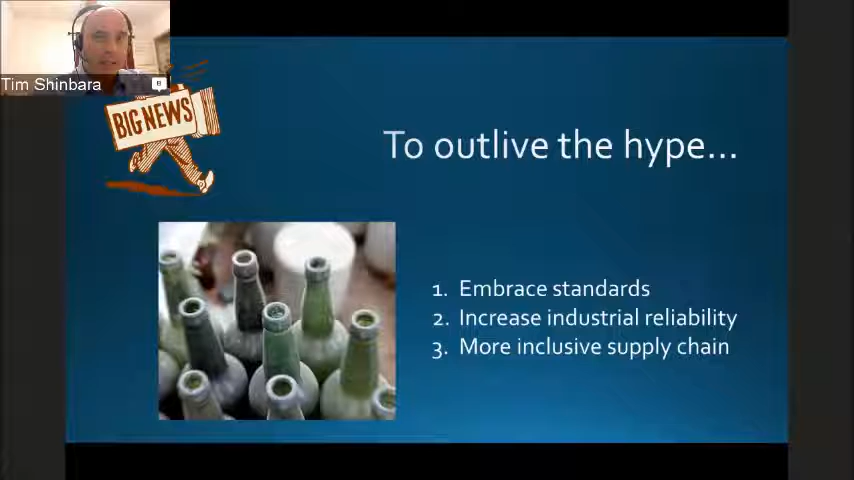 Tim Shinbara
BIG NEWS
To outlive the hype...
1. Embrace standards
2. Increase industrial reliability
3. More inclusive supply chain